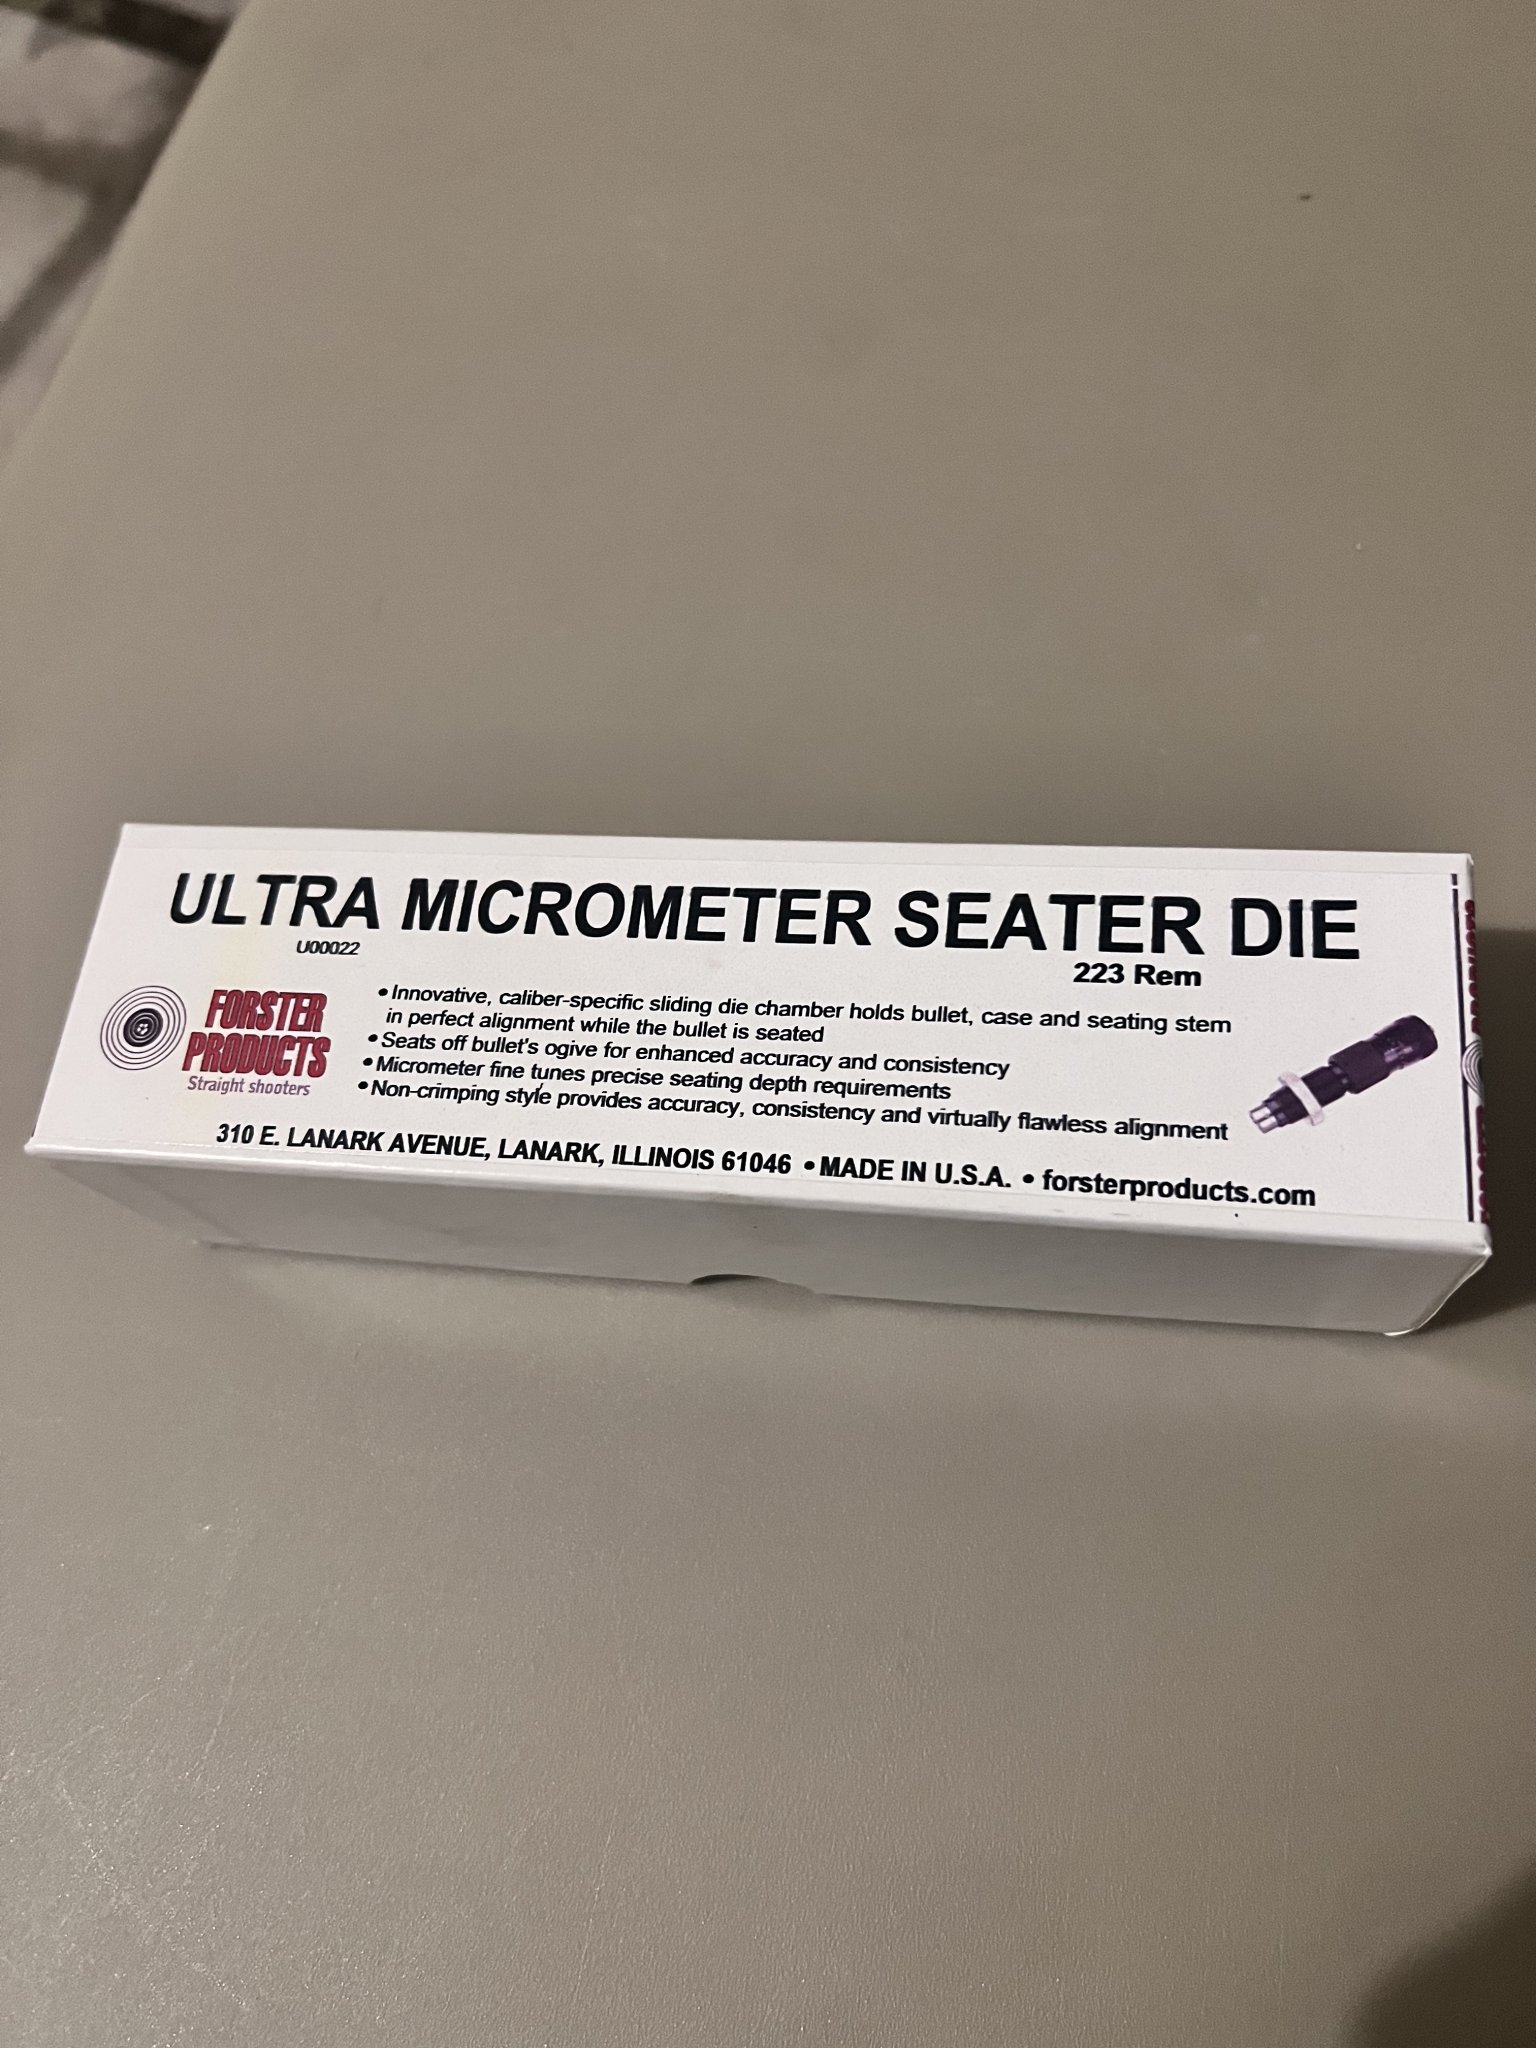 ULTRA MICROMETER SEATER DIE
U00022
223 Rem
FORSTER
PRODUCTS
Straight shooters
•Innovative, caliber-specific sliding die chamber holds bullet, case and seating stem
in perfect alignment while the bullet is seated
•Seats off bullet's ogive for enhanced accuracy and consistency
•Micrometer fine tunes precise seating depth requirements
•Non-crimping style provides accuracy, consistency and virtually flawless alignment
310 E. LANARK AVENUE, LANARK, ILLINOIS 61046 • MADE IN U.S.A. • forsterproducts.com